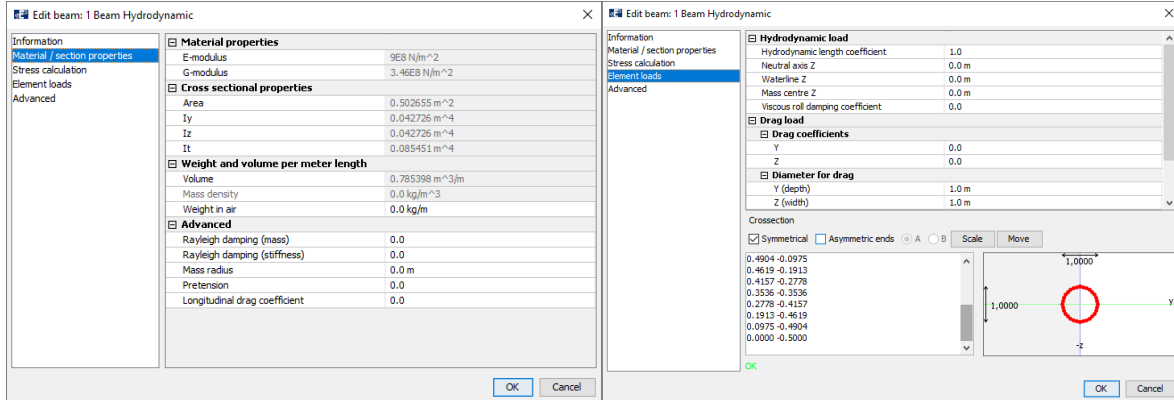 Edit beam: 1 Beam Hydrodynamic
Information
Material / section properties
Stress calculation
Element loads
Advanced
Material properties
E-modulus 9E8 N/m^2
G-modulus 3.46E8 N/m^2
Cross sectional properties
Area 0.502655 m^2
Iy 0.042726 m^4
Iz 0.042726 m^4
It 0.085451 m^4
Weight and volume per meter length
Volume 0.785398 m^3/m
Mass density 0.0 kg/m^3
Weight in air 0.0 kg/m
Advanced
Rayleigh damping (mass) 0.0
Rayleigh damping (stiffness) 0.0
Mass radius 0.0 m
Pretension 0.0
Longitudinal drag coefficient 0.0
OK Cancel
Edit beam: 1 Beam Hydrodynamic
Information
Material / section properties
Stress calculation
Element loads
Advanced
Hydrodynamic load
Hydrodynamic length coefficient 1.0
Neutral axis Z 0.0 m
Waterline Z 0.0 m
Mass centre Z 0.0 m
Viscous roll damping coefficient 0.0
Drag load
Drag coefficients
Y 0.0
Z 0.0
Diameter for drag
Y (depth) 1.0 m
Z (width) 1.0 m
Crossection
Symmetrical Asymmetric ends A B Scale Move
0.4904 -0.0975
0.4619 -0.1913
0.4157 -0.2778
0.3536 -0.3536
0.2778 -0.4157
0.1913 -0.4619
0.0975 -0.4904
0.0000 -0.5000
1,0000
1,0000
y
-z
OK
OK Cancel